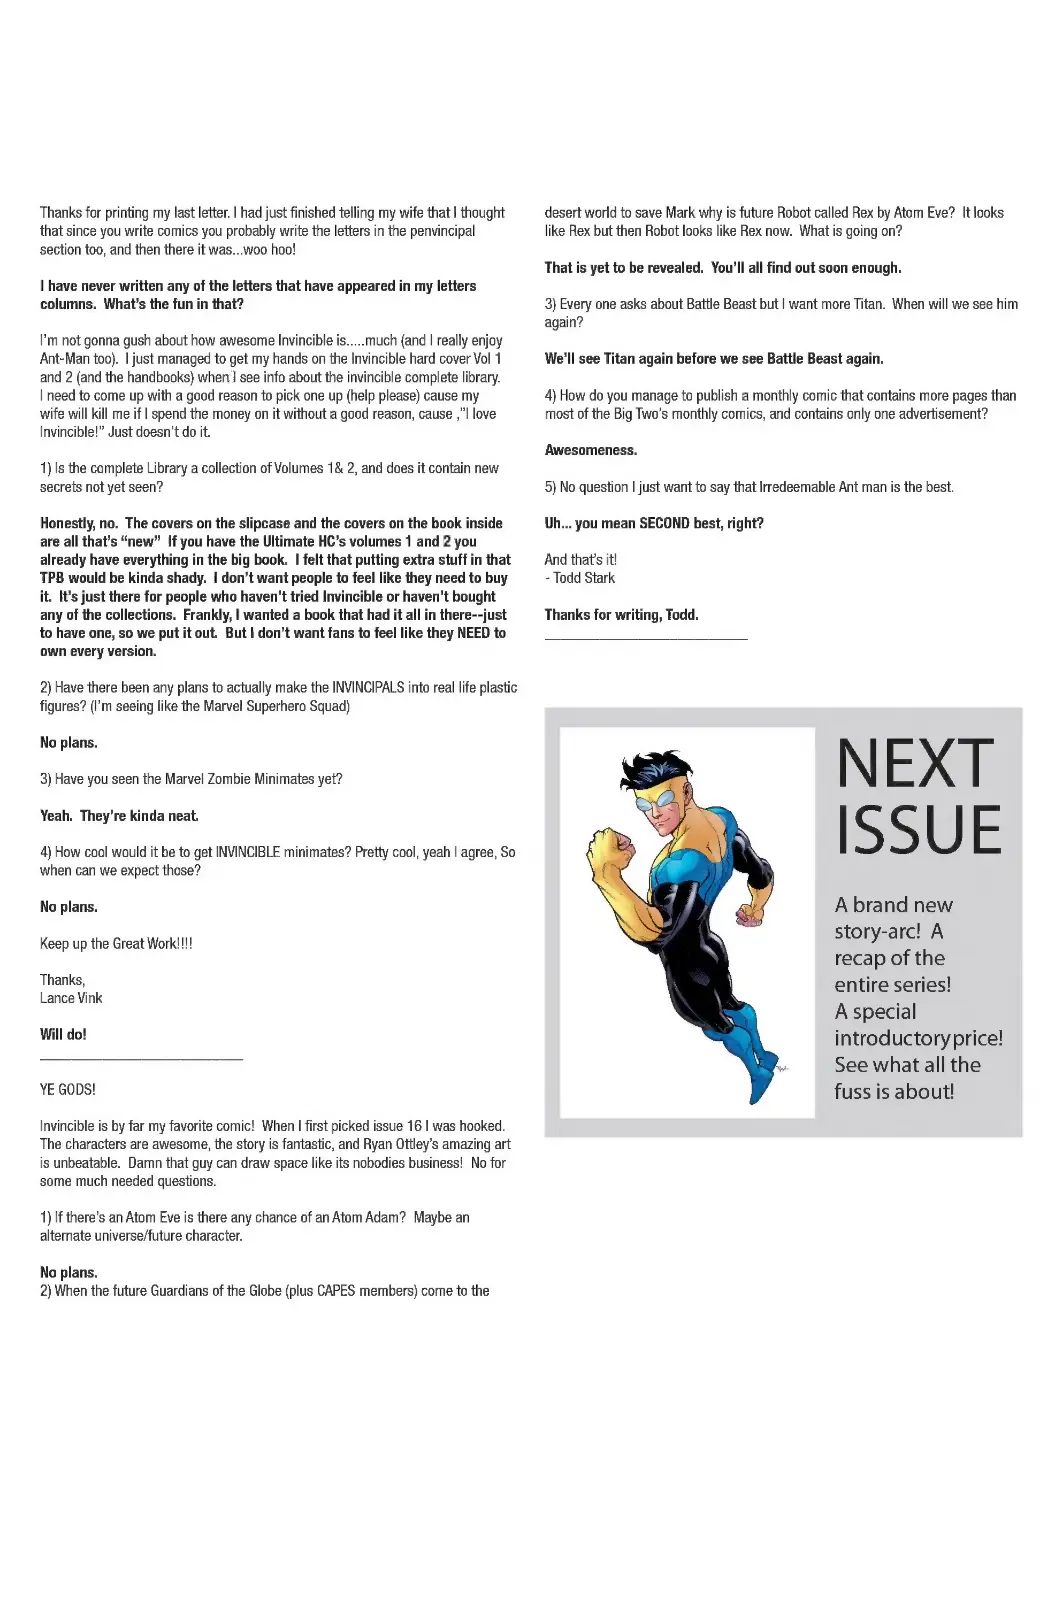 Thanks for printing my last letter. I had just finished telling my wife that I thought
that since you write comics you probably write the letters in the penvincipal
section too, and then there it was...woo hoo!
I have never written any of the letters that have appeared in my letters
columns.  What's the fun in that?
I'm not gonna gush about how awesome Invincible is.....much (and I really enjoy
Ant-Man too).  I just managed to get my hands on the Invincible hard cover Vol 1
and 2 (and the handbooks) when I see info about the invincible complete library.
I need to come up with a good reason to pick one up (help please) cause my
wife will kill me if I spend the money on it without a good reason, cause ,"I love
Invincible!" Just doesn't do it.
1) Is the complete Library a collection of Volumes 1& 2, and does it contain new
secrets not yet seen?
Honestly, no.  The covers on the slipcase and the covers on the book inside
are all that's "new"  If you have the Ultimate HC's volumes 1 and 2 you
already have everything in the big book.  I felt that putting extra stuff in that
TPB would be kinda shady.  I don't want people to feel like they need to buy
it.  It's just there for people who haven't tried Invincible or haven't bought
any of the collections.  Frankly, I wanted a book that had it all in there--just
to have one, so we put it out.  But I don't want fans to feel like they NEED to
own every version.
2) Have there been any plans to actually make the INVINCIPALS into real life plastic
figures? (I'm seeing like the Marvel Superhero Squad)
No plans.
3) Have you seen the Marvel Zombie Minimates yet?
Yeah.  They're kinda neat.
4) How cool would it be to get INVINCIBLE minimates? Pretty cool, yeah I agree, So
when can we expect those?
No plans.
Keep up the Great Work!!!!
Thanks,
Lance Vink
Will do!
YE GODS!
Invincible is by far my favorite comic!  When I first picked issue 16 I was hooked.
The characters are awesome, the story is fantastic, and Ryan Ottley's amazing art
is unbeatable.  Damn that guy can draw space like its nobodies business!  No for
some much needed questions.
1) If there's an Atom Eve is there any chance of an Atom Adam?  Maybe an
alternate universe/future character.
No plans.
2) When the future Guardians of the Globe (plus CAPES members) come to the
desert world to save Mark why is future Robot called Rex by Atom Eve?  It looks
like Rex but then Robot looks like Rex now.  What is going on?
That is yet to be revealed.  You'll all find out soon enough.
3) Every one asks about Battle Beast but I want more Titan.  When will we see him
again?
We'll see Titan again before we see Battle Beast again.
4) How do you manage to publish a monthly comic that contains more pages than
most of the Big Two's monthly comics, and contains only one advertisement?
Awesomeness.
5) No question I just want to say that Irredeemable Ant man is the best.
Uh... you mean SECOND best, right?
And that's it!
- Todd Stark
Thanks for writing, Todd.
NEXT
ISSUE
A brand new
story-arc!  A
recap of the
entire series!
A special
introductory price!
See what all the
fuss is about!